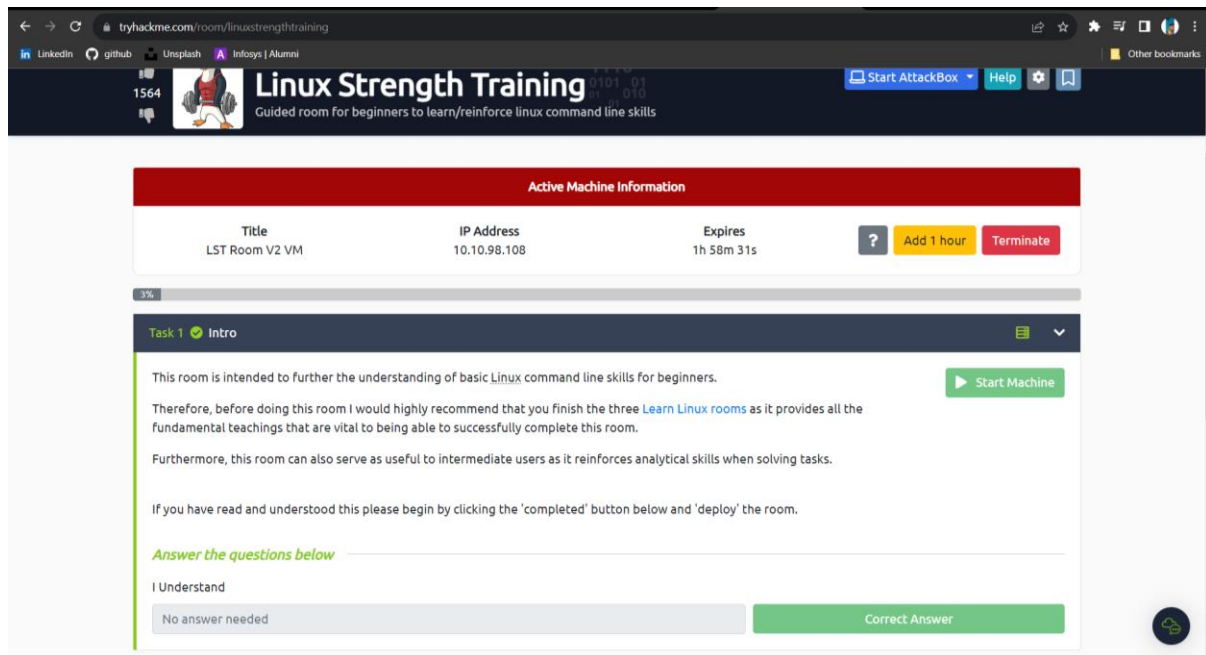 tryhackme.com/room/linuxstrengthtraining
in LinkedIn github Unsplash A Infosys | Alumni Other bookmarks
1564
Linux Strength Training
Start AttackBox Help
Guided room for beginners to learn/reinforce linux command line skills
Active Machine Information
Title IP Address Expires
LST Room V2 VM 10.10.98.108 1h 58m 31s
? Add 1 hour Terminate
3%
Task 1 Intro
This room is intended to further the understanding of basic Linux command line skills for beginners.
Start Machine
Therefore, before doing this room I would highly recommend that you finish the three Learn Linux rooms as it provides all the
fundamental teachings that are vital to being able to successfully complete this room.
Furthermore, this room can also serve as useful to intermediate users as it reinforces analytical skills when solving tasks.
If you have read and understood this please begin by clicking the 'completed' button below and 'deploy' the room.
Answer the questions below
I Understand
No answer needed Correct Answer